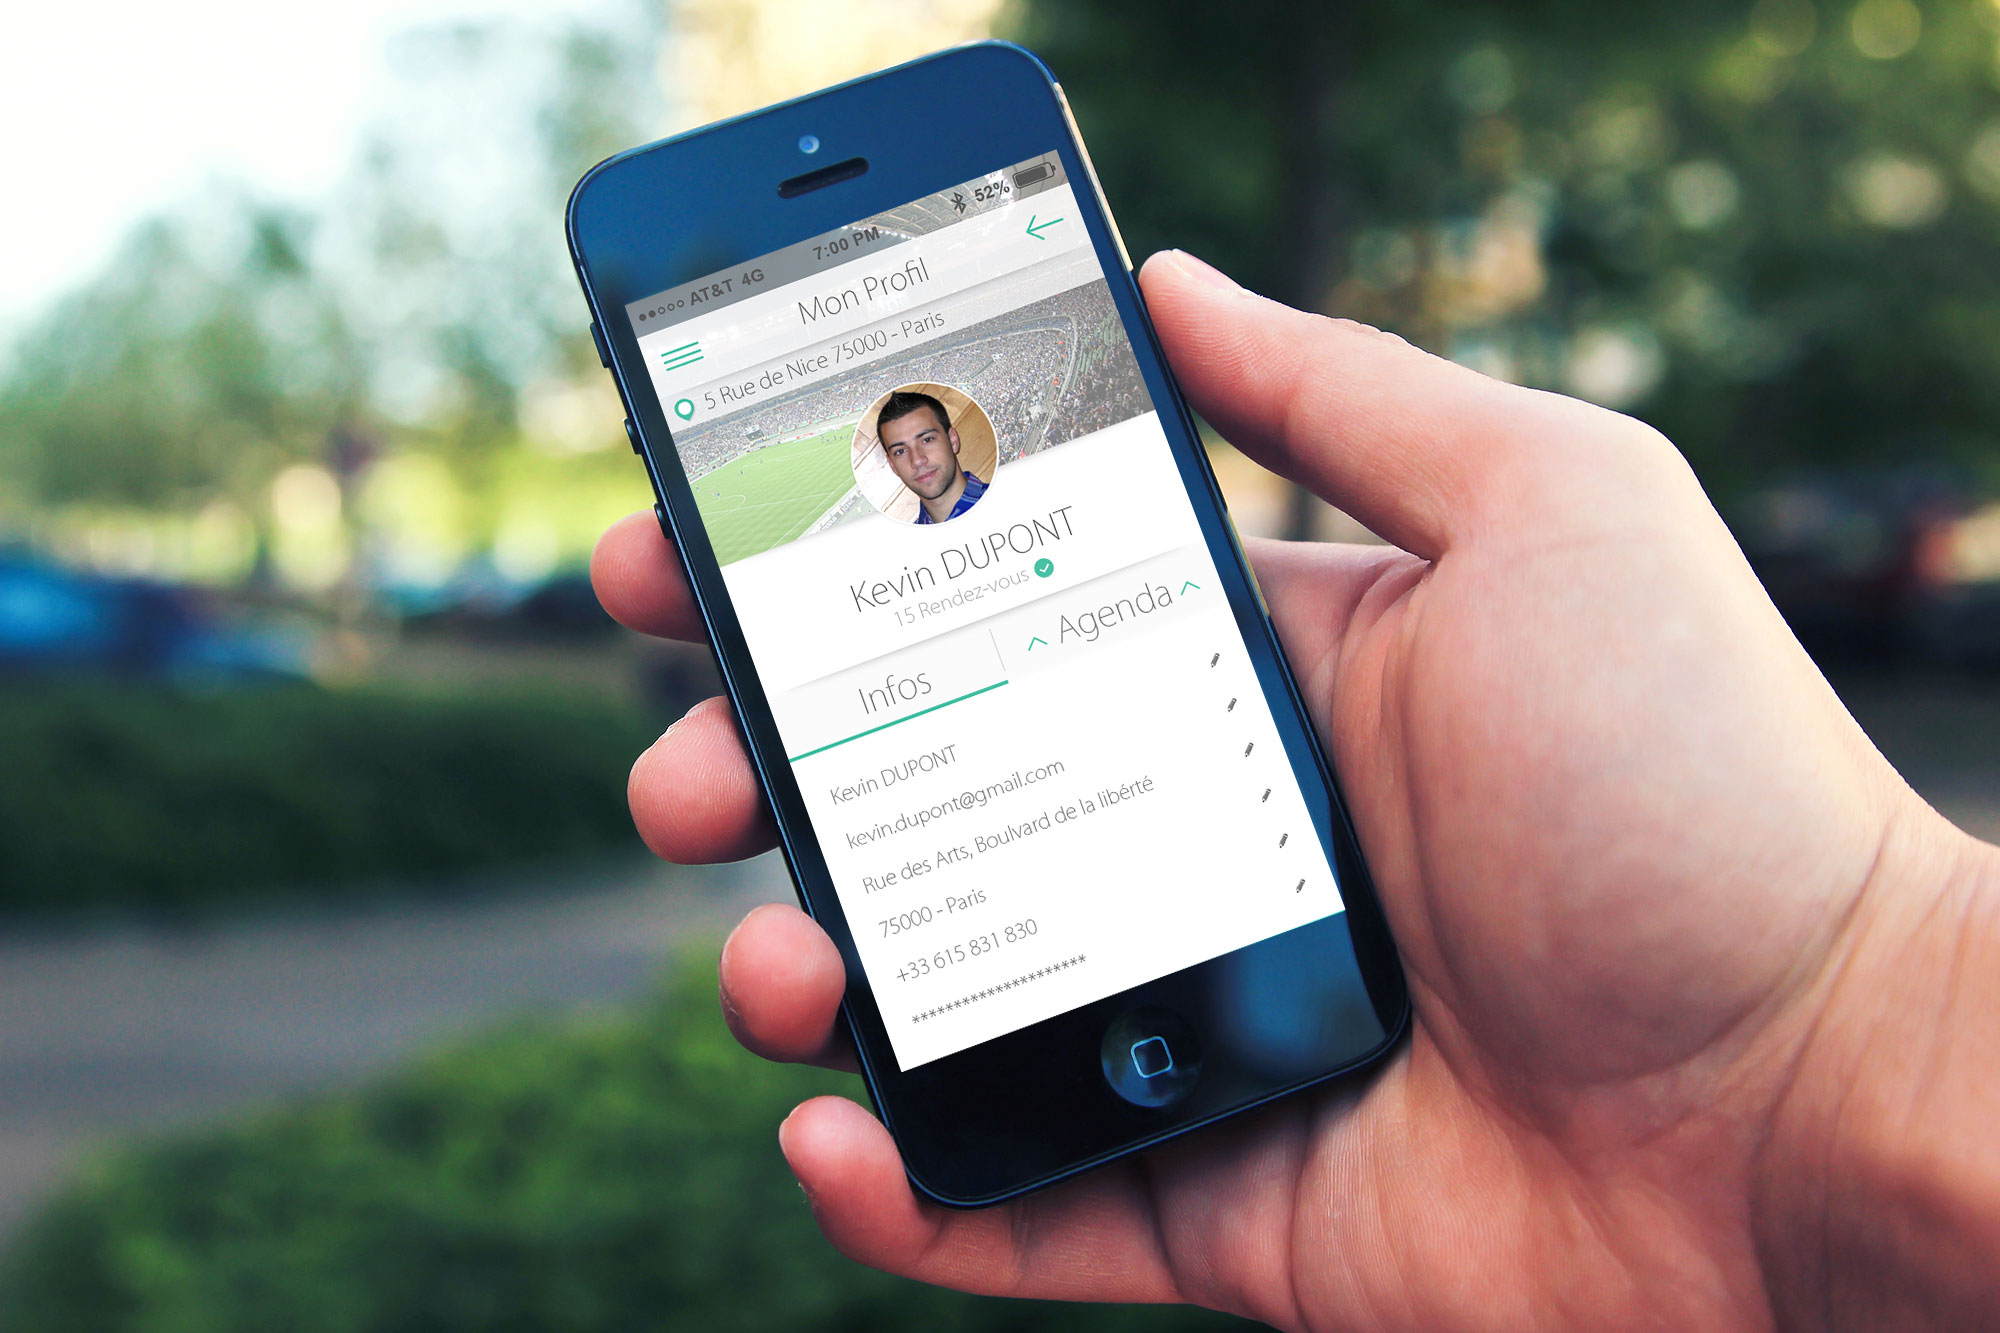 AT&T 4G 7:00 PM 52%
Mon Profil
5 Rue de Nice 75000 - Paris
Kevin DUPONT
15 Rendez-vous
Infos
Agenda
Kevin DUPONT
kevin.dupont@gmail.com
Rue des Arts, Boulvard de la libérté
75000 - Paris
+33 615 831 830
*********************